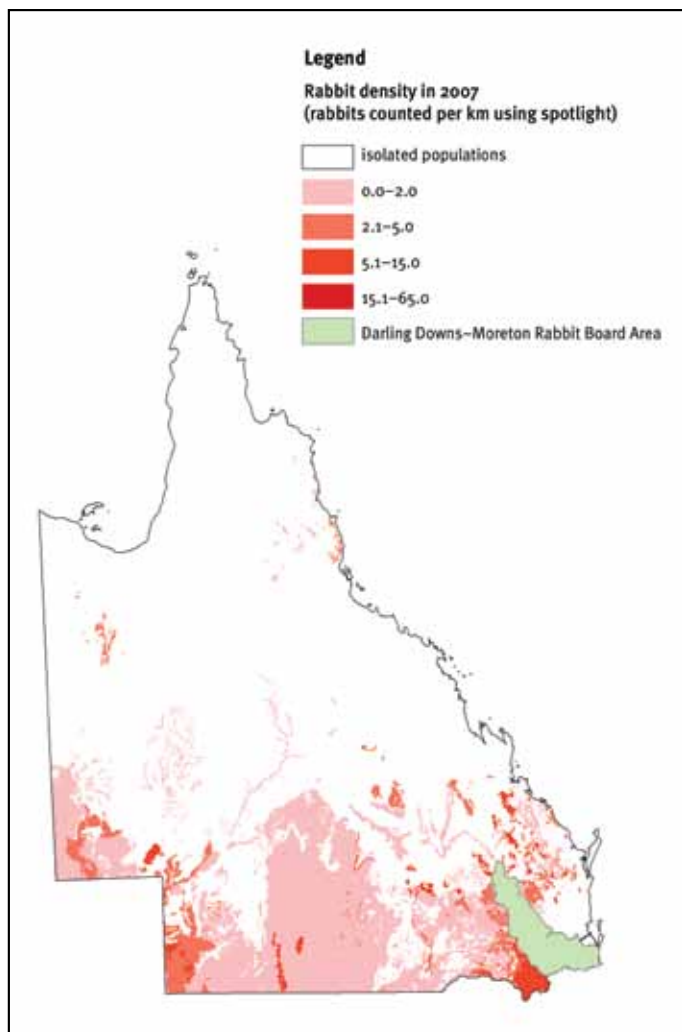 Legend
Rabbit density in 2007
(rabbits counted per km using spotlight)
isolated populations
0.0–2.0
2.1–5.0
5.1–15.0
15.1–65.0
Darling Downs–Moreton Rabbit Board Area